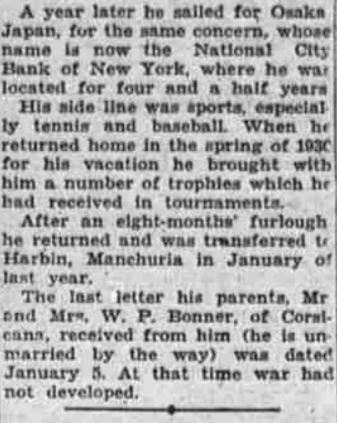 A year later he sailed for Osaka
Japan, for the same concern, whose
name is now the National City
Bank of New York, where he was
located for four and a half years
His side line was sports, especial-
ly tennis and baseball. When he
returned home in the spring of 1930
for his vacation he brought with
him a number of trophies which he
had received in tournaments.
After an eight-months' furlough
he returned and was transferred to
Harbin, Manchuria in January of
last year.
The last letter his parents, Mr
and Mrs. W. P. Bonner, of Corsi-
cana, received from him (he is un-
married by the way) was dated
January 5. At that time war had
not developed.